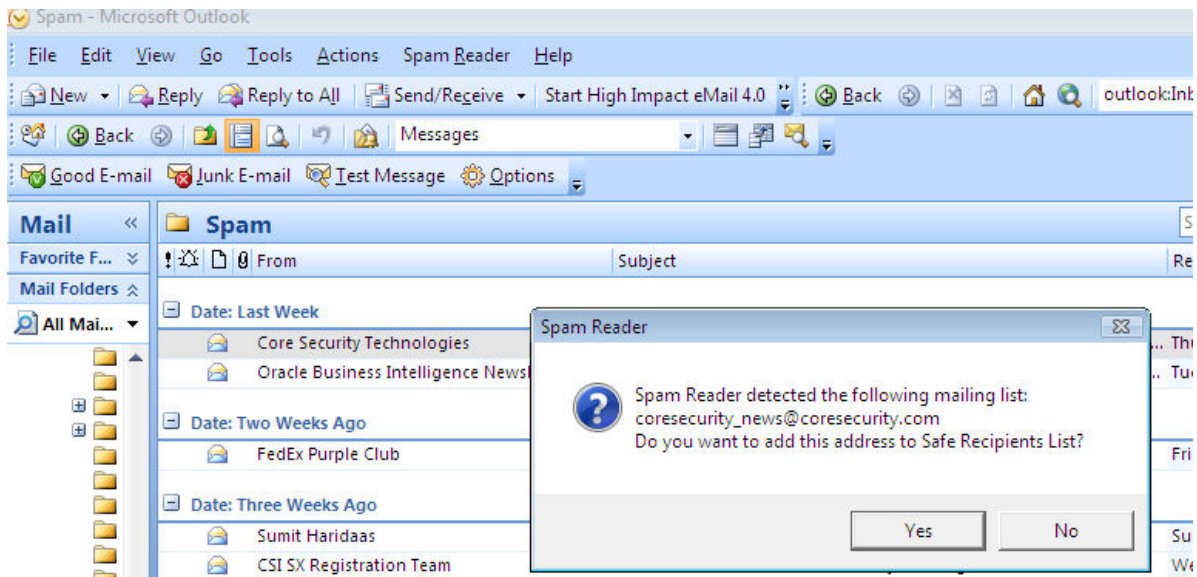 Spam - Microsoft Outlook
File Edit View Go Tools Actions Spam Reader Help
New Reply Reply to All Send/Receive Start High Impact eMail 4.0 Back outlook:Inb
Back Messages
Good E-mail Junk E-mail Test Message Options
Mail « Spam S
Favorite F... ! From Subject Re
Mail Folders
All Mai... Date: Last Week
Core Security Technologies ... Thu
Oracle Business Intelligence Newsl .. Tue
Date: Two Weeks Ago
FedEx Purple Club Fri
Date: Three Weeks Ago
Sumit Haridaas Su
CSI SX Registration Team We
Spam Reader
Spam Reader detected the following mailing list:
coresecurity_news@coresecurity.com
Do you want to add this address to Safe Recipients List?
Yes No